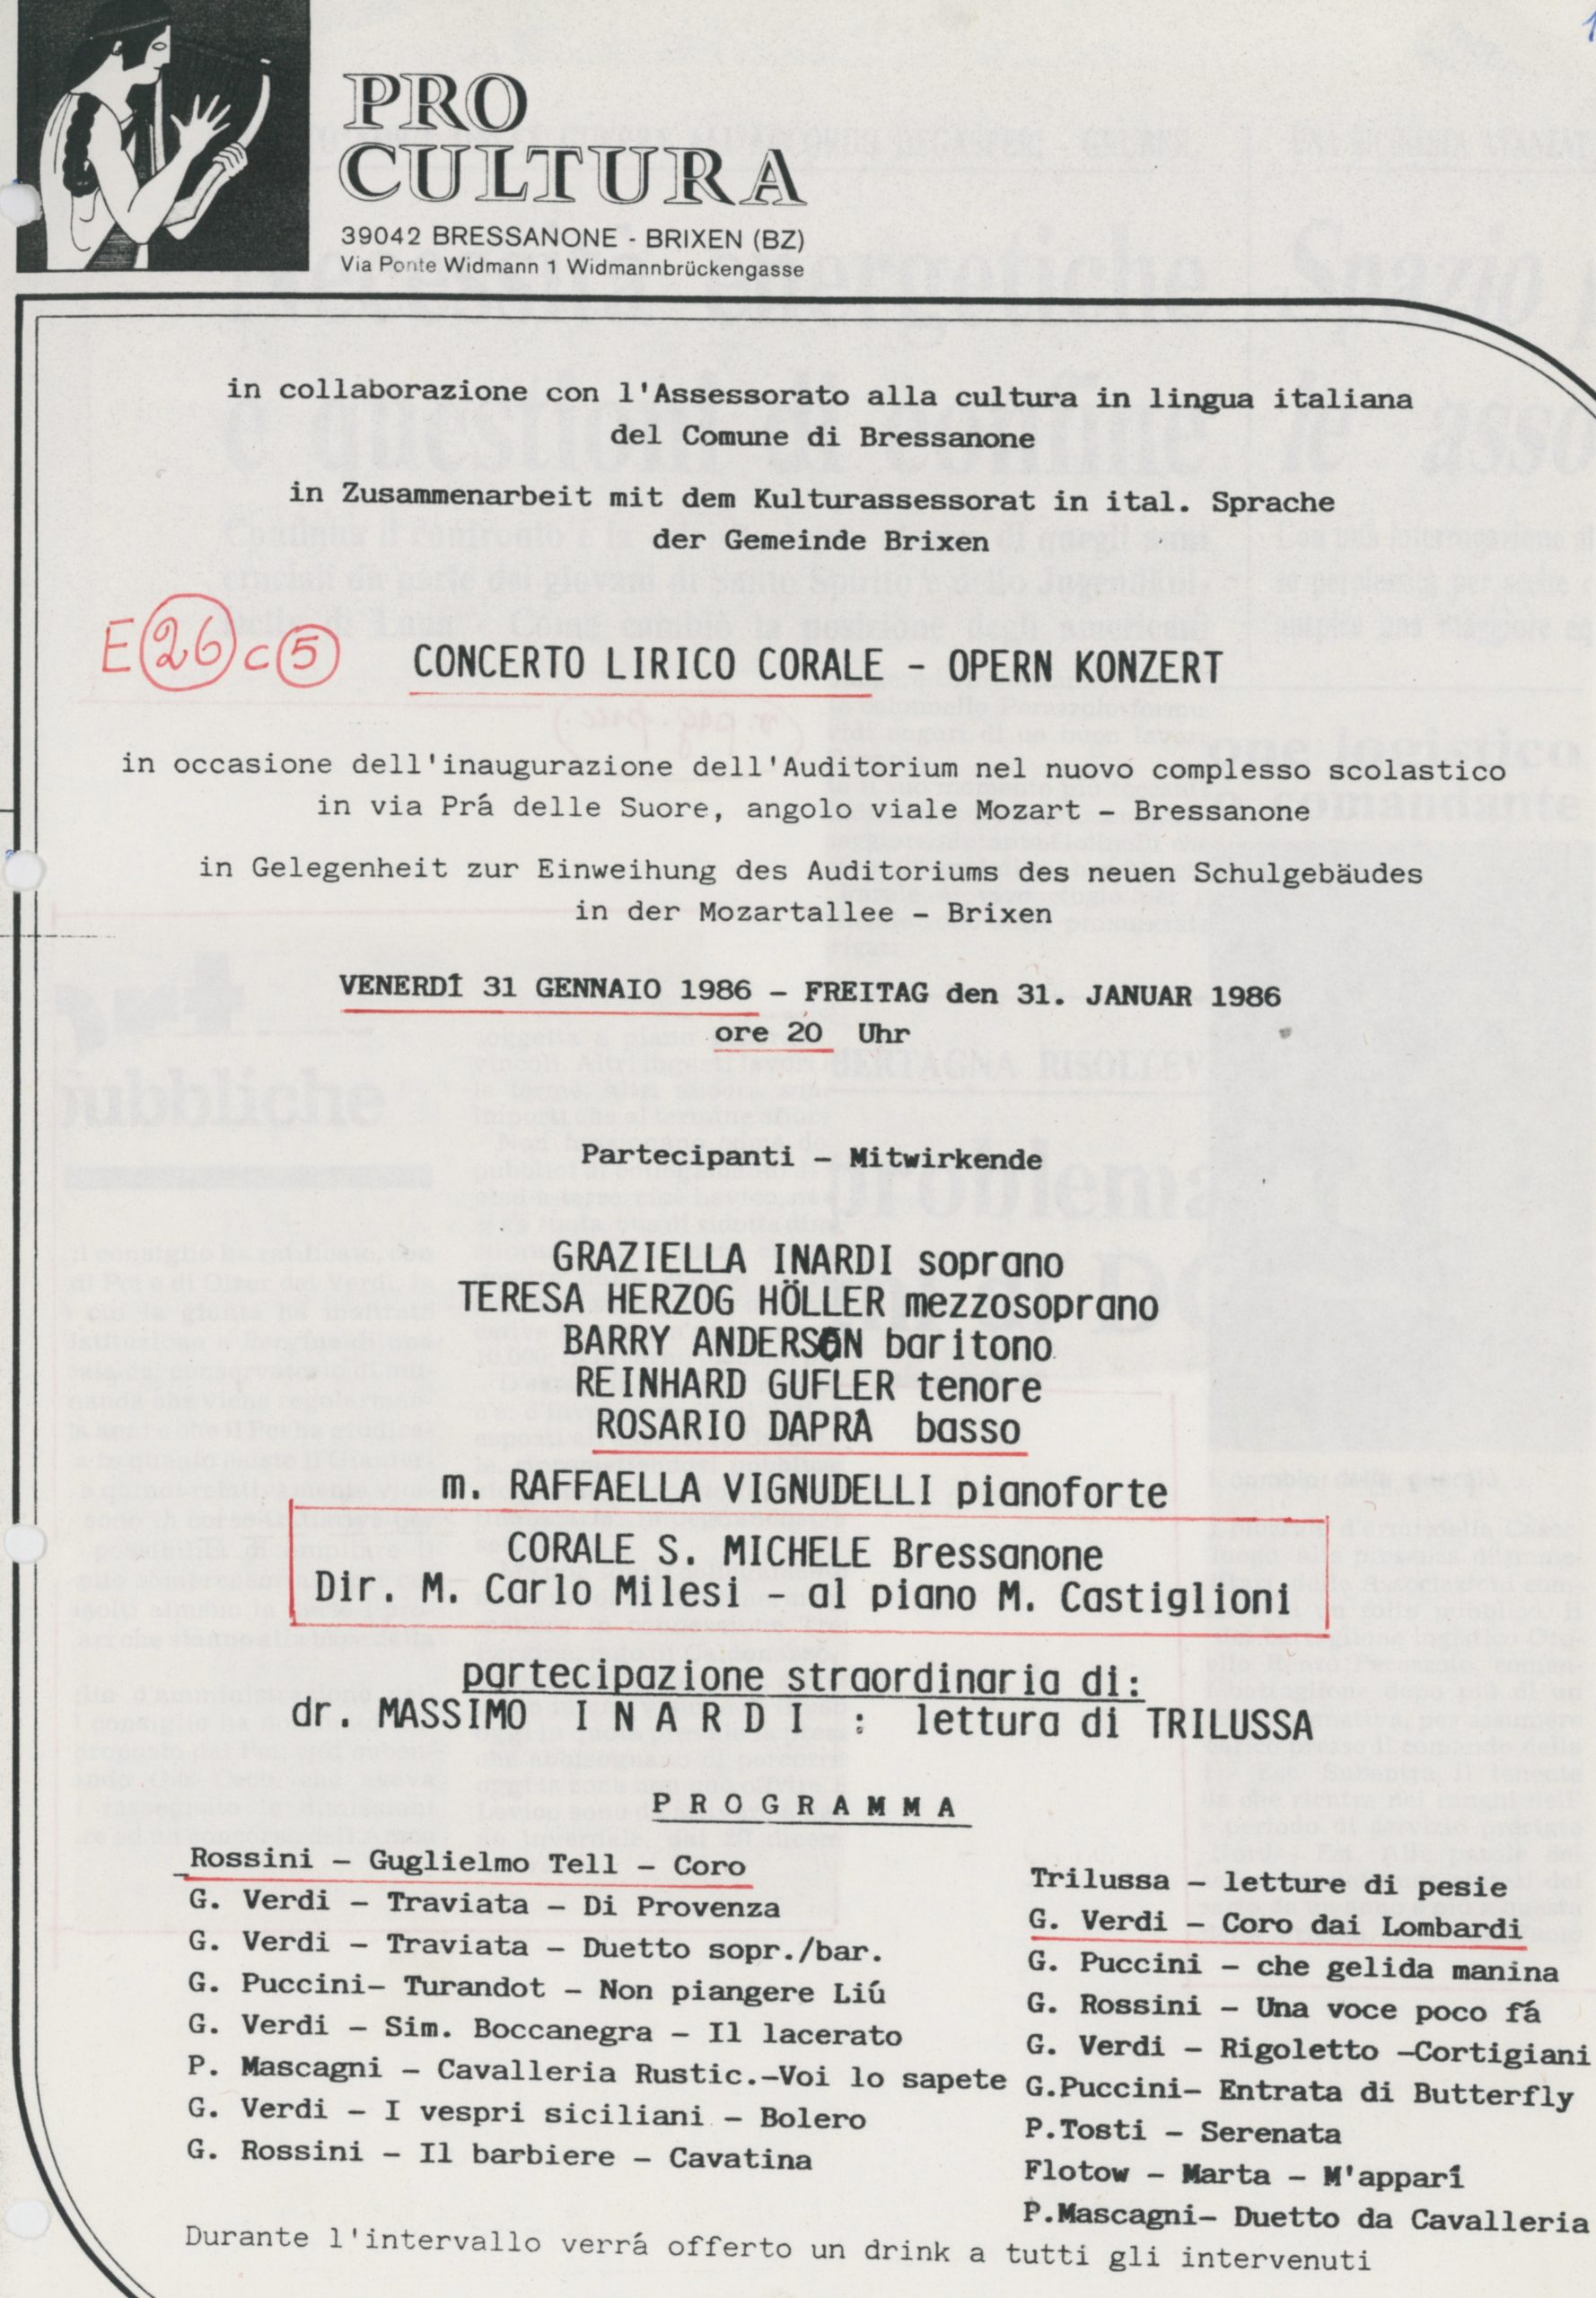 PRO
CULTURA
39042 BRESSANONE - BRIXEN (BZ)
Via Ponte Widmann 1 Widmannbrückengasse
in collaborazione con l'Assessorato alla cultura in lingua italiana
del Comune di Bressanone
in Zusammenarbeit mit dem Kulturassessorat in ital. Sprache
der Gemeinde Brixen
E 26 c 5
CONCERTO LIRICO CORALE - OPERN KONZERT
in occasione dell'inaugurazione dell'Auditorium nel nuovo complesso scolastico
in via Prá delle Suore, angolo viale Mozart - Bressanone
in Gelegenheit zur Einweihung des Auditoriums des neuen Schulgebäudes
in der Mozartallee - Brixen
VENERDÍ 31 GENNAIO 1986 - FREITAG den 31. JANUAR 1986
ore 20 Uhr
Partecipanti - Mitwirkende
GRAZIELLA INARDI soprano
TERESA HERZOG HÖLLER mezzosoprano
BARRY ANDERSON baritono
REINHARD GUFLER tenore
ROSARIO DAPRÁ basso
m. RAFFAELLA VIGNUDELLI pianoforte
CORALE S. MICHELE Bressanone
Dir. M. Carlo Milesi - al piano M. Castiglioni
partecipazione straordinaria di:
dr. MASSIMO I N A R D I : lettura di TRILUSSA
P R O G R A M M A
Rossini - Guglielmo Tell - Coro
G. Verdi - Traviata - Di Provenza
G. Verdi - Traviata - Duetto sopr./bar.
G. Puccini- Turandot - Non piangere Liú
G. Verdi - Sim. Boccanegra - Il lacerato
P. Mascagni - Cavalleria Rustic.-Voi lo sapete
G. Verdi - I vespri siciliani - Bolero
G. Rossini - Il barbiere - Cavatina
Trilussa - letture di pesie
G. Verdi - Coro dai Lombardi
G. Puccini - che gelida manina
G. Rossini - Una voce poco fá
G. Verdi - Rigoletto -Cortigiani
G.Puccini- Entrata di Butterfly
P.Tosti - Serenata
Flotow - Marta - M'apparí
P.Mascagni- Duetto da Cavalleria
Durante l'intervallo verrá offerto un drink a tutti gli intervenuti